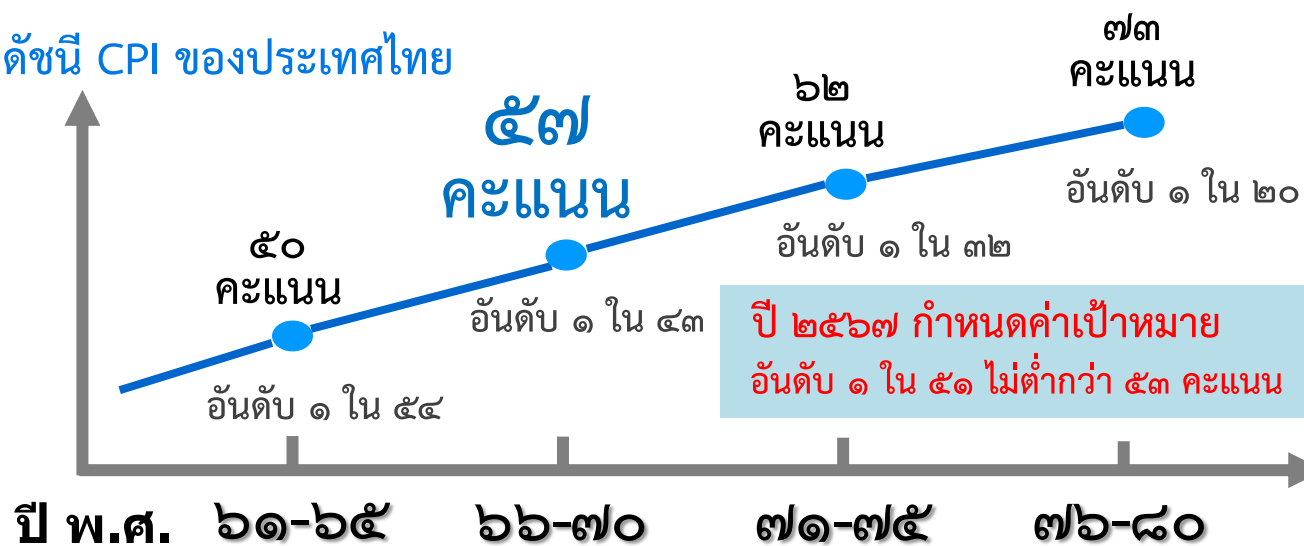 ดัชนี CPI ของประเทศไทย
๕๐
คะแนน
อันดับ ๑ ใน ๕๔
๕๗
คะแนน
อันดับ ๑ ใน ๔๓
๖๒
คะแนน
อันดับ ๑ ใน ๓๒
๗๓
คะแนน
อันดับ ๑ ใน ๒๐
ปี ๒๕๖๗ กำหนดค่าเป้าหมาย
อันดับ ๑ ใน ๕๑ ไม่ต่ำกว่า ๕๓ คะแนน
ปี พ.ศ. ๖๑-๖๕ ๖๖-๗๐ ๗๑-๗๕ ๗๖-๘๐